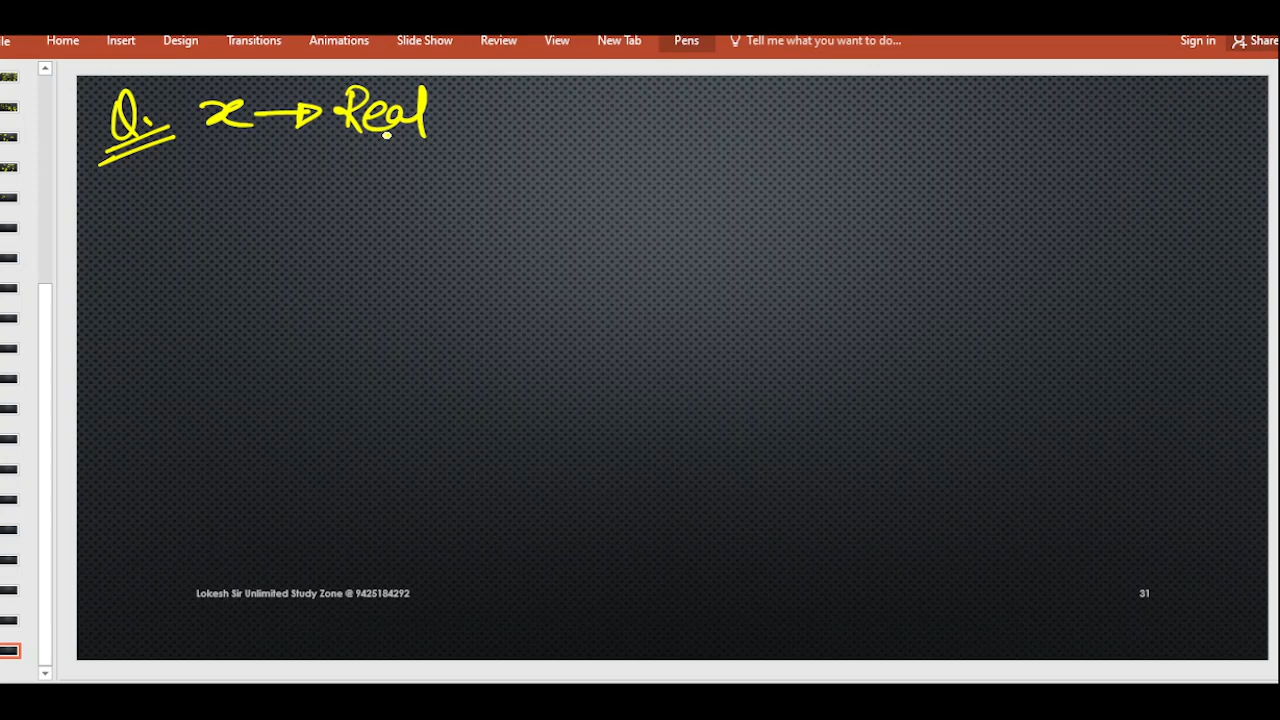 le Home Insert Design Transitions Animations Slide Show Review View New Tab Pens Tell me what you want to do... Sign in Share
Q. x → Real
Lokesh Sir Unlimited Study Zone @ 9425184292 31